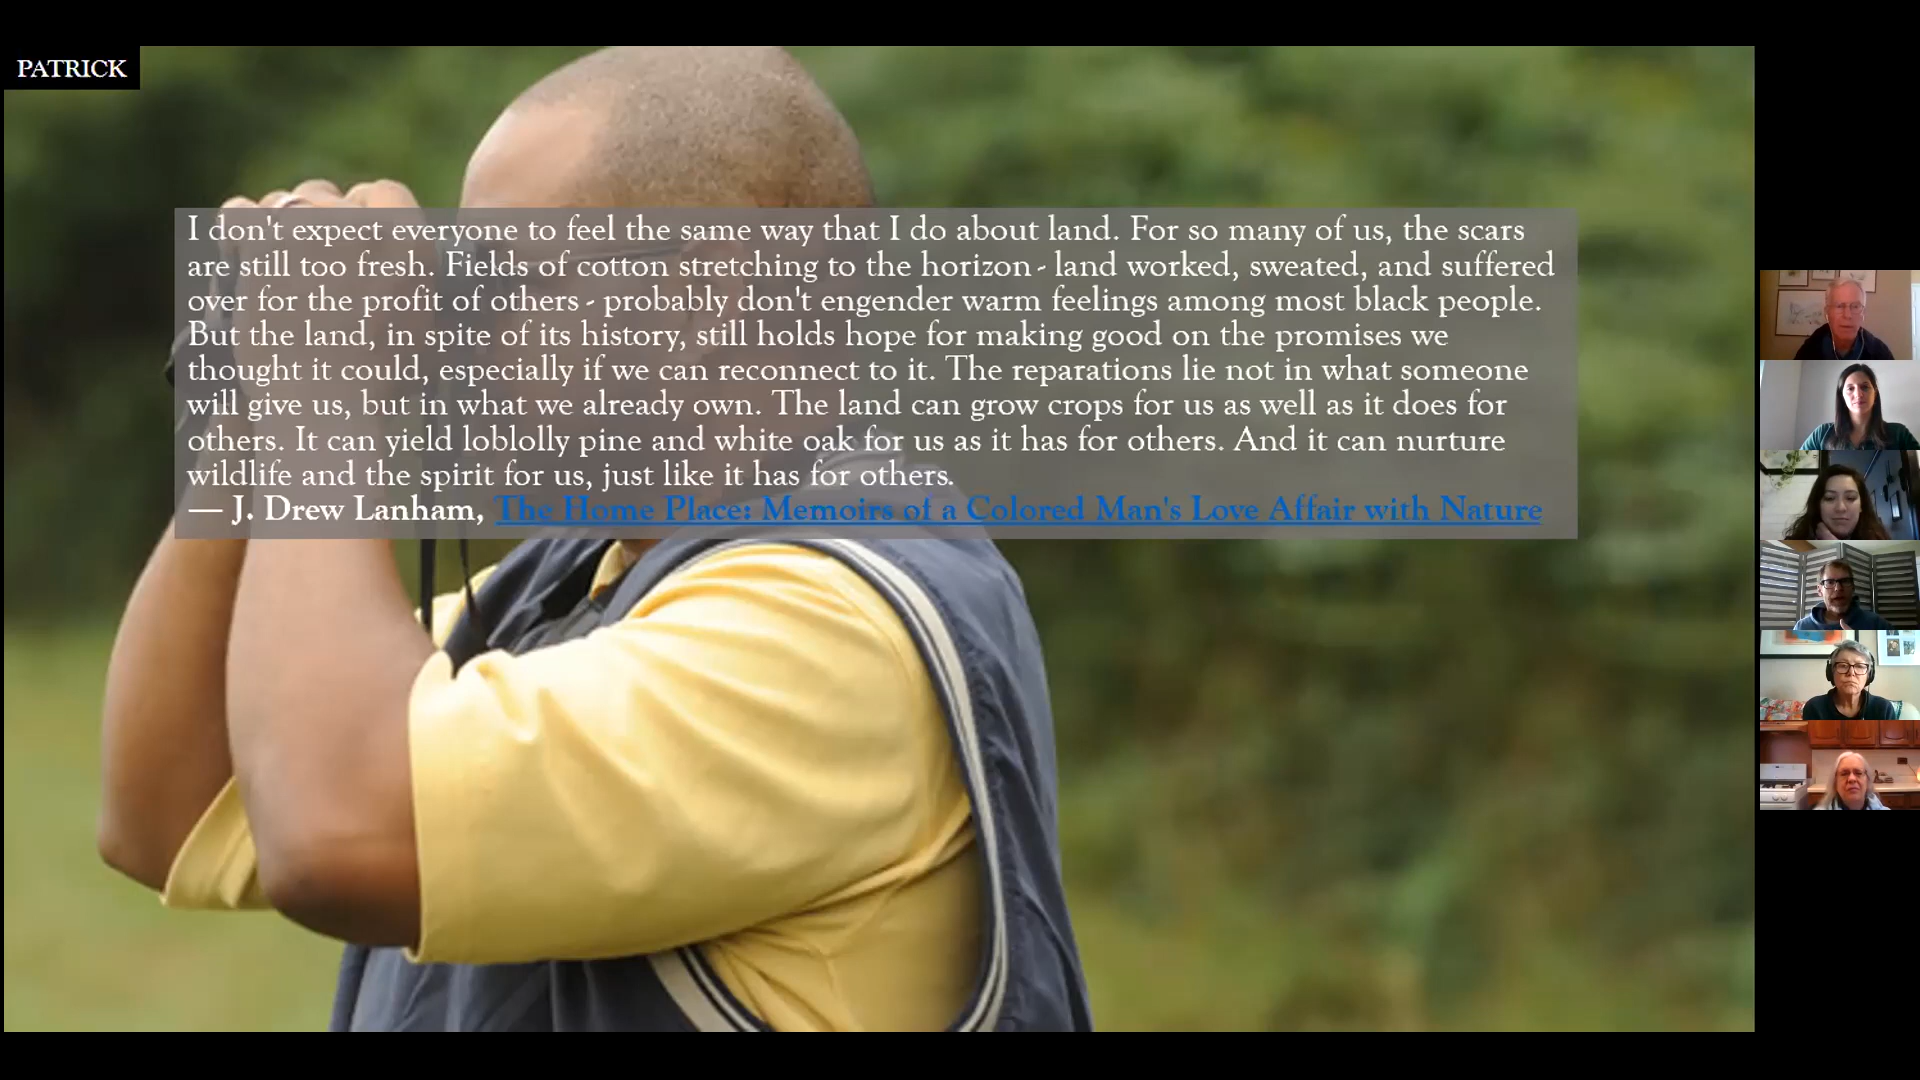 PATRICK
I don't expect everyone to feel the same way that I do about land. For so many of us, the scars
are still too fresh. Fields of cotton stretching to the horizon - land worked, sweated, and suffered
over for the profit of others - probably don't engender warm feelings among most black people.
But the land, in spite of its history, still holds hope for making good on the promises we
thought it could, especially if we can reconnect to it. The reparations lie not in what someone
will give us, but in what we already own. The land can grow crops for us as well as it does for
others. It can yield loblolly pine and white oak for us as it has for others. And it can nurture
wildlife and the spirit for us, just like it has for others.
— J. Drew Lanham, The Home Place: Memoirs of a Colored Man's Love Affair with Nature